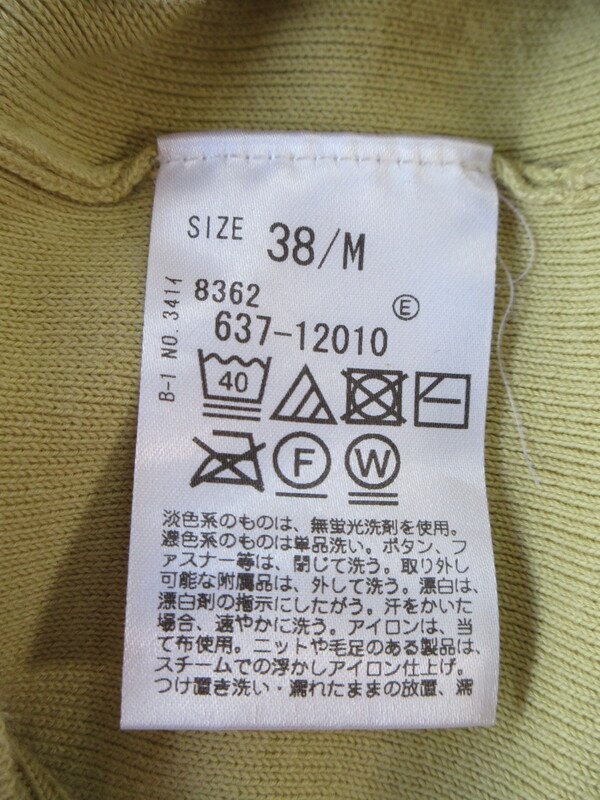 SIZE 38/M
8362
Ⓔ
637-12010
B-1 NO.3411
40
F
W
淡色系のものは、無蛍光洗剤を使用。
濃色系のものは単品洗い。ボタン、フ
ァスナー等は、閉じて洗う。取り外し
可能な附属品は、外して洗う。漂白は、
漂白剤の指示にしたがう。汗をかいた
場合、速やかに洗う。アイロンは、当
て布使用。ニットや毛足のある製品は、
スチームでの浮かしアイロン仕上げ。
つけ置き洗い・濡れたままの放置、濡